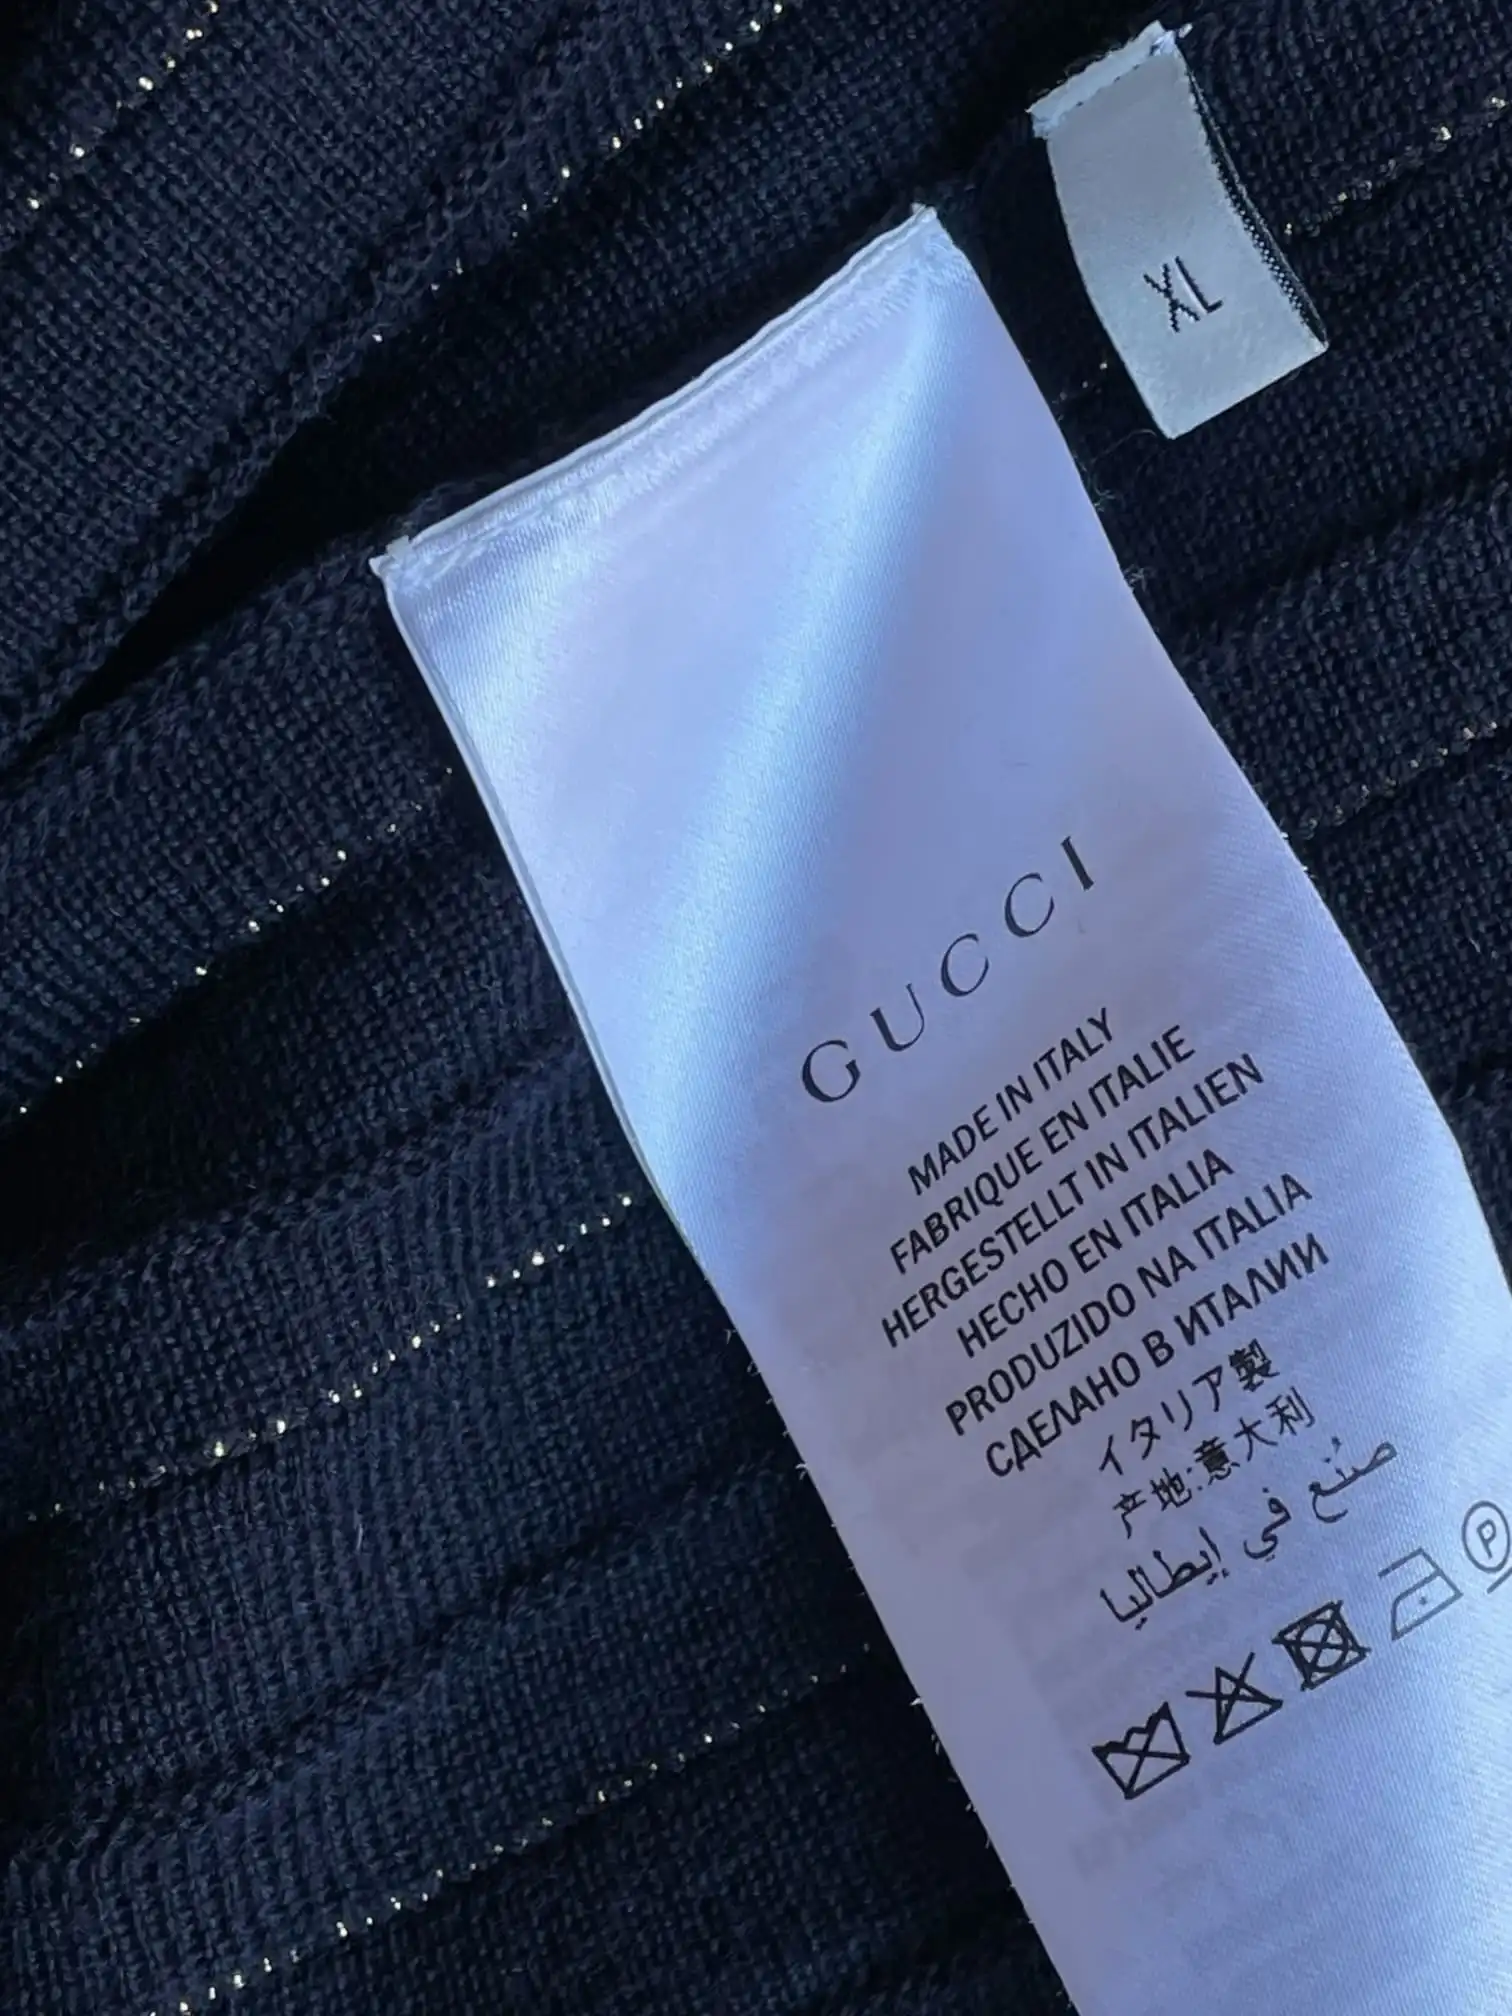 XL
GUCCI
MADE IN ITALY
FABRIQUE EN ITALIE
HERGESTELLT IN ITALIEN
HECHO EN ITALIA
PRODUZIDO NA ITALIA
СДЕЛАНО В ИТАЛИИ
イタリア製
产地:意大利
صنع في إيطاليا
P